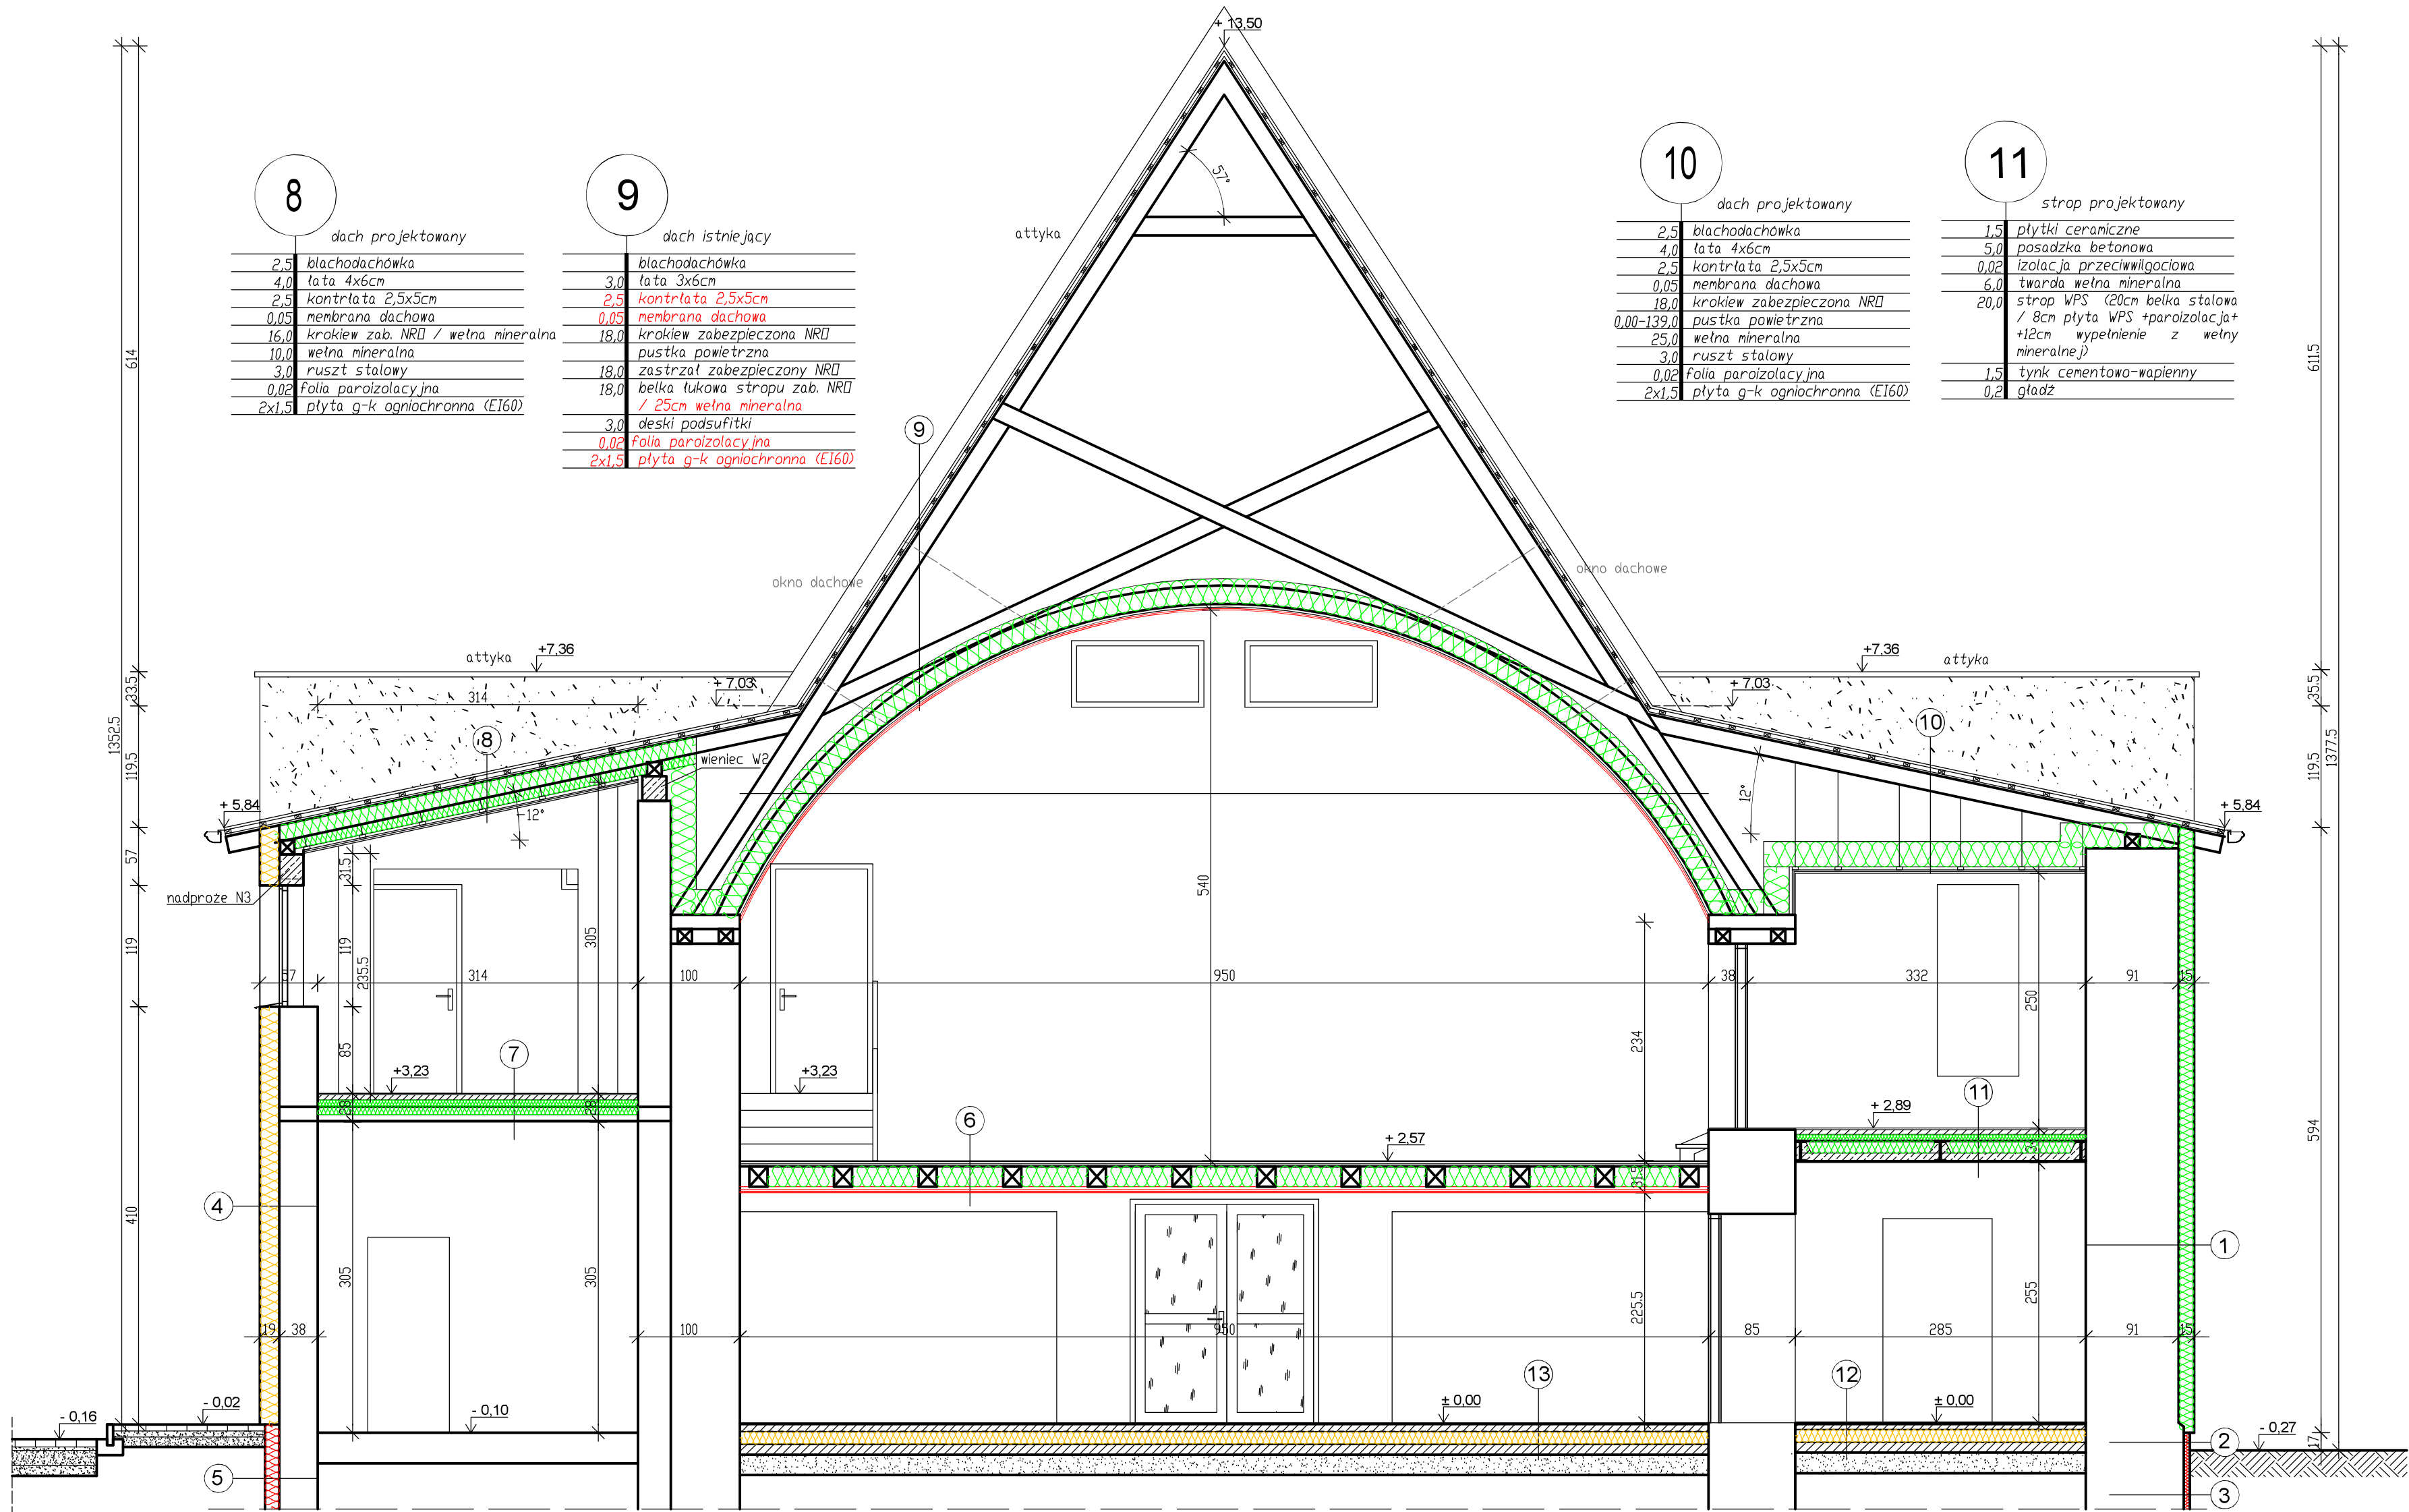 + 13,50
8
dach projektowany
2,5 blachodachówka
4,0 łata 4x6cm
2,5 kontrłata 2,5x5cm
0,05 membrana dachowa
16,0 krokiew zab. NRO / wełna mineralna
10,0 wełna mineralna
3,0 ruszt stalowy
0,02 folia paroizolacyjna
2x1,5 płyta g-k ogniochronna (EI60)
9
dach istniejący
blachodachówka
3,0 łata 3x6cm
2,5 kontrłata 2,5x5cm
0,05 membrana dachowa
18,0 krokiew zabezpieczona NRO
pustka powietrzna
18,0 zastrzał zabezpieczony NRO
18,0 belka łukowa stropu zab. NRO
/ 25cm wełna mineralna
3,0 deski podsufitki
0,02 folia paroizolacyjna
2x1,5 płyta g-k ogniochronna (EI60)
10
dach projektowany
2,5 blachodachówka
4,0 łata 4x6cm
2,5 kontrłata 2,5x5cm
0,05 membrana dachowa
18,0 krokiew zabezpieczona NRO
0,00-139,0 pustka powietrzna
25,0 wełna mineralna
3,0 ruszt stalowy
0,02 folia paroizolacyjna
2x1,5 płyta g-k ogniochronna (EI60)
11
strop projektowany
1,5 płytki ceramiczne
5,0 posadzka betonowa
0,02 izolacja przeciwwilgociowa
6,0 twarda wełna mineralna
20,0 strop WPS (20cm belka stalowa
/ 8cm płyta WPS +paroizolacja+
+12cm wypełnienie z wełny
mineralnej)
1,5 tynk cementowo-wapienny
0,2 gładź
57°
attyka
614
611.5
9
okno dachowe
okno dachowe
attyka
+7,36
+7,36
attyka
33.5
314
+ 7,03
+ 7,03
35.5
1352.5
119.5
8
wieniec W2
10
119.5
1377.5
+ 5,84
12°
12°
+ 5,84
57
31.5
nadproże N3
540
119
119
235.5
305
57
314
100
950
38
332
91
15
250
234
85
7
+3,23
+3,23
11
28
28
6
+ 2,57
+ 2,89
594
31.5
4
410
1
305
305
225.5
255
19
38
100
950
85
285
91
15
13
12
- 0,16
- 0,02
- 0,10
± 0,00
± 0,00
- 0,27
2
17
5
3